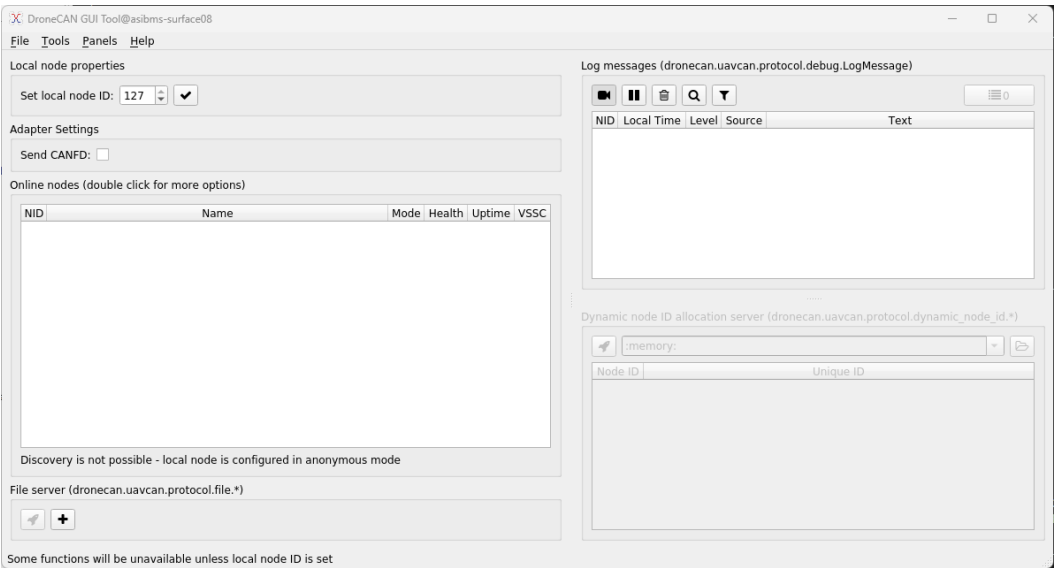 DroneCAN GUI Tool@asibms-surface08
File Tools Panels Help
Local node properties
Set local node ID: 127
Adapter Settings
Send CANFD:
Online nodes (double click for more options)
NID Name Mode Health Uptime VSSC
Discovery is not possible - local node is configured in anonymous mode
File server (dronecan.uavcan.protocol.file.*)
Some functions will be unavailable unless local node ID is set
Log messages (dronecan.uavcan.protocol.debug.LogMessage)
0
NID Local Time Level Source Text
Dynamic node ID allocation server (dronecan.uavcan.protocol.dynamic_node_id.*)
:memory:
Node ID Unique ID